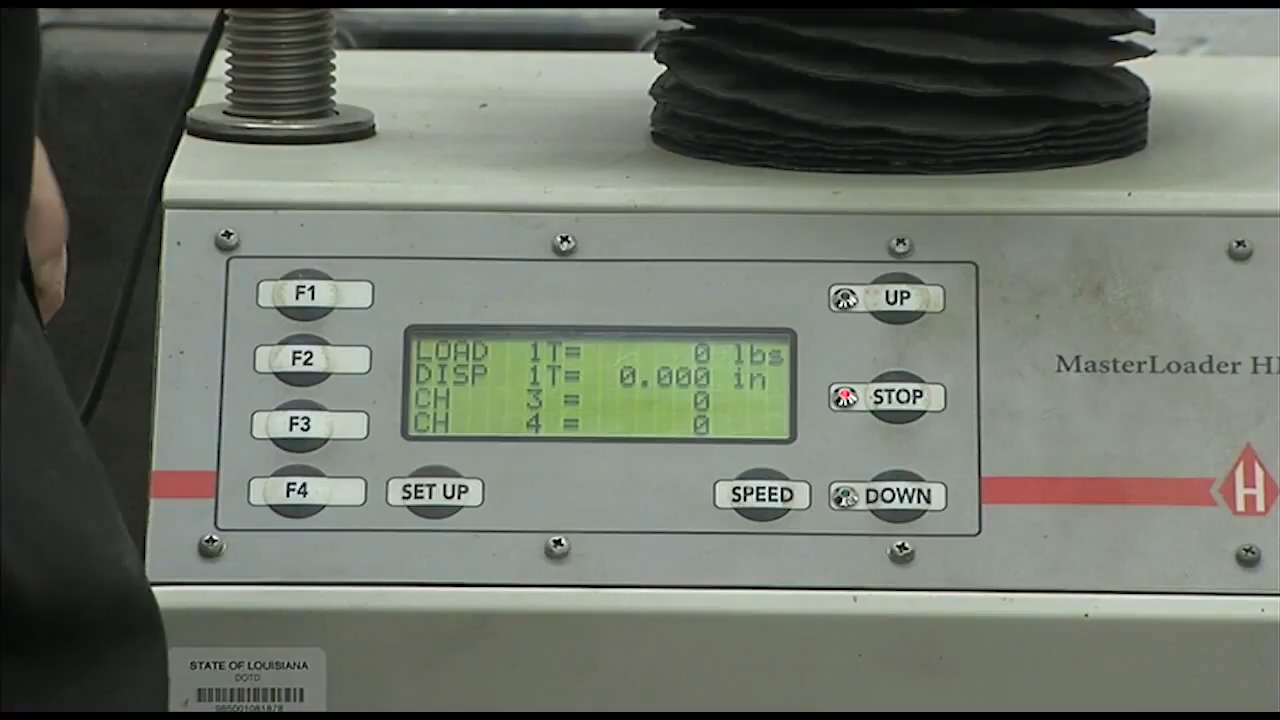 F1
F2
F3
F4
SET UP
LOAD 1T= 0 lbs
DISP 1T= 0.000 in
CH 3 = 0
CH 4 = 0
UP
STOP
SPEED
DOWN
MasterLoader
H
STATE OF LOUISIANA
DOTD